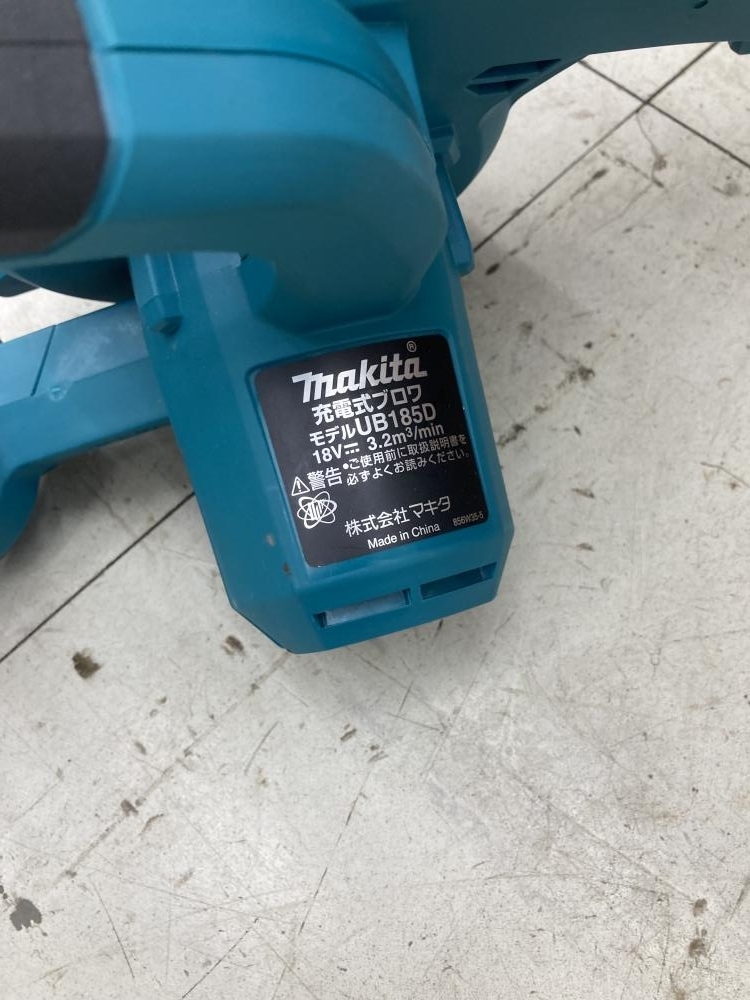 makita®
充電式ブロワ
モデルUB185D
18V⎓ 3.2m³/min
⚠警告 •ご使用前に取扱説明書を
必ずよくお読みください。
株式会社マキタ
Made in China 856W35-5